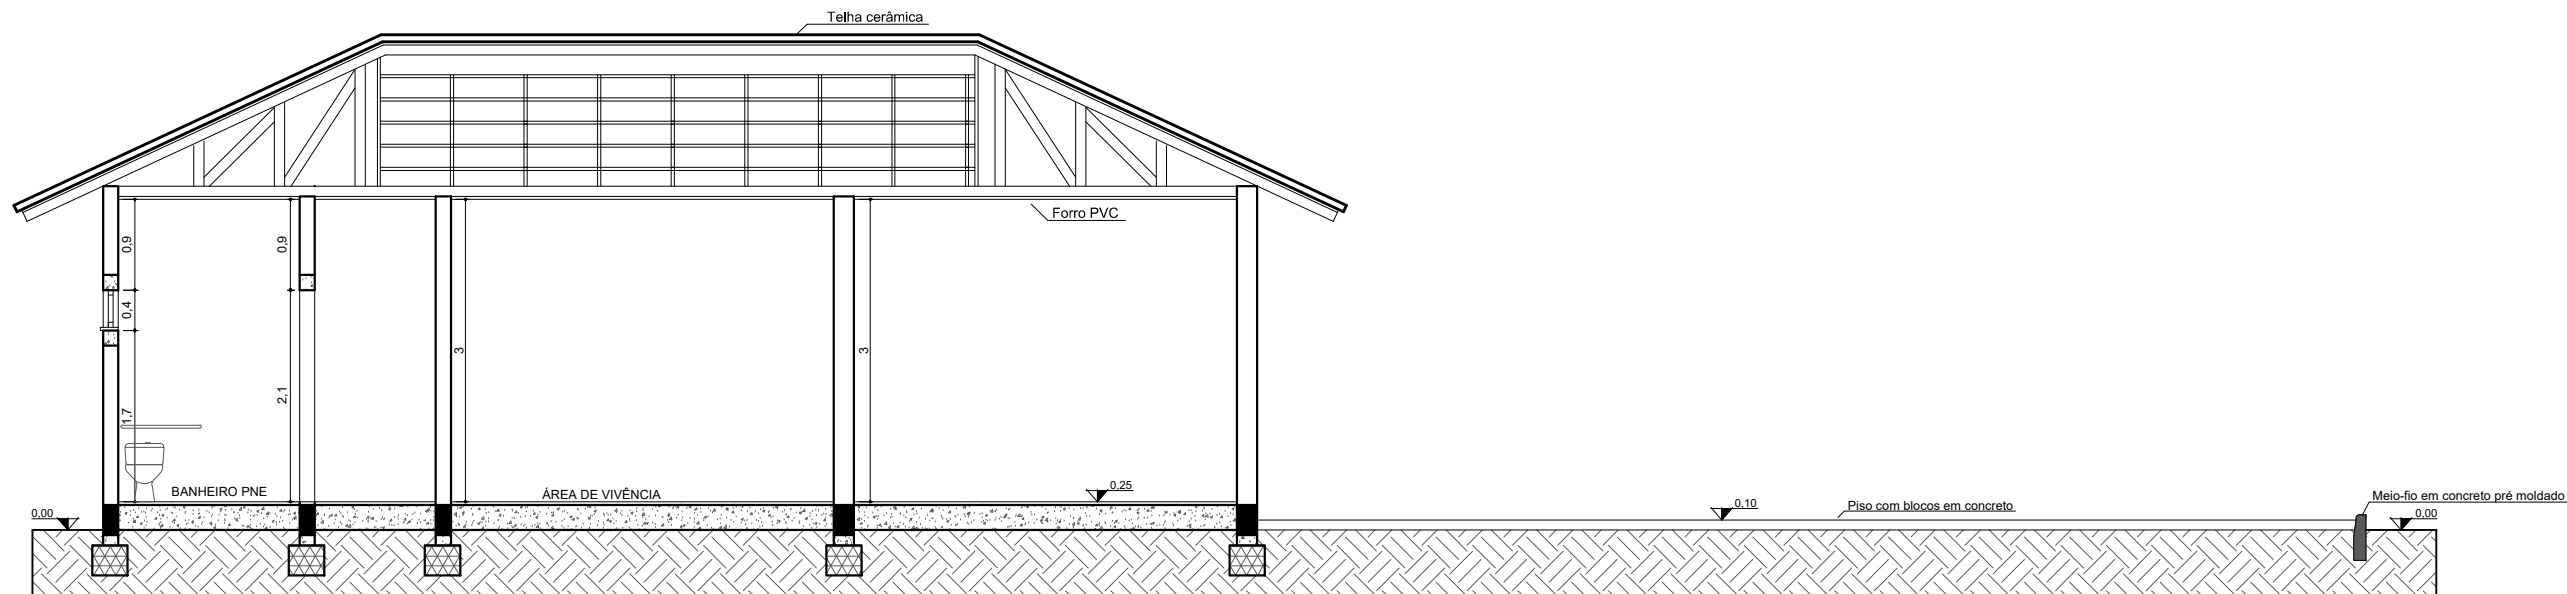 Telha cerâmica
Forro PVC
0,9
0,9
0,4
3
3
2,1
1,7
BANHEIRO PNE
ÁREA DE VIVÊNCIA
0,25
0,00
0,10
Piso com blocos em concreto
Meio-fio em concreto pré moldado
0,00